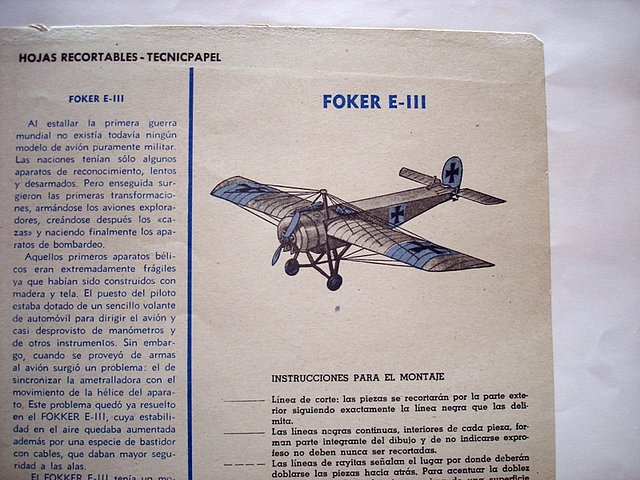 HOJAS RECORTABLES - TECNICPAPEL
FOKER E-III
Al estallar la primera guerra
mundial no existía todavía ningún
modelo de avión puramente militar.
Las naciones tenían sólo algunos
aparatos de reconocimiento, lentos
y desarmados. Pero enseguida sur-
gieron las primeras transformacio-
nes, armándose los aviones explora-
dores, creándose después los «ca-
zas» y naciendo finalmente los apa-
ratos de bombardeo.
Aquellos primeros aparatos béli-
cos eran extremadamente frágiles
ya que habían sido construidos con
madera y tela. El puesto del piloto
estaba dotado de un sencillo volante
de automóvil para dirigir el avión y
casi desprovisto de manómetros y
de otros instrumentos. Sin embar-
go, cuando se proveyó de armas
al avión surgió un problema: el de
sincronizar la ametralladora con el
movimiento de la hélice del apara-
to. Este problema quedó ya resuelto
en el FOKKER E-III, cuya estabili-
dad en el aire quedaba aumentada
además por una especie de bastidor
con cables, que daban mayor segu-
ridad a las alas.
El FOKKER E-III tenía un mo-
FOKER E-III
INSTRUCCIONES PARA EL MONTAJE
Línea de corte: las piezas se recortarán por la parte exte-
rior siguiendo exactamente la línea negra que las deli-
mita.
Las líneas negras continuas, interiores de cada pieza, for-
man parte integrante del dibujo y de no indicarse expro-
feso no deben nunca ser recortadas.
Las líneas de rayitas señalan el lugar por donde deberán
doblarse las piezas hacia atrás. Para acentuar la doblez
de una superficie